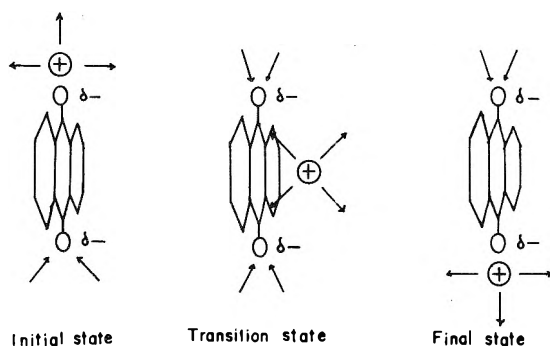 +
δ−
δ−
δ−
+
δ−
δ−
δ−
+
Initial state
Transition state
Final state